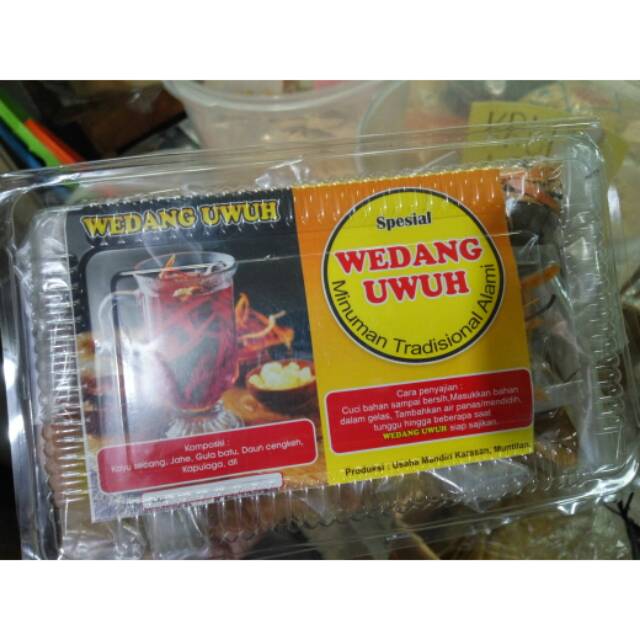 WEDANG UWUH
Komposisi :
Kayu secang, Jahe, Gula batu, Daun cengkeh,
Kapulaga, dll
Spesial
WEDANG
UWUH
Minuman Tradisional Alami
Cara penyajian :
Cuci bahan sampai bersih,Masukkan bahan
dalam gelas, Tambahkan air panas/mendidih,
tunggu hingga beberapa saat
WEDANG UWUH siap sajikan.
Produksi : Usaha Mandiri Karasan, Muntilan.